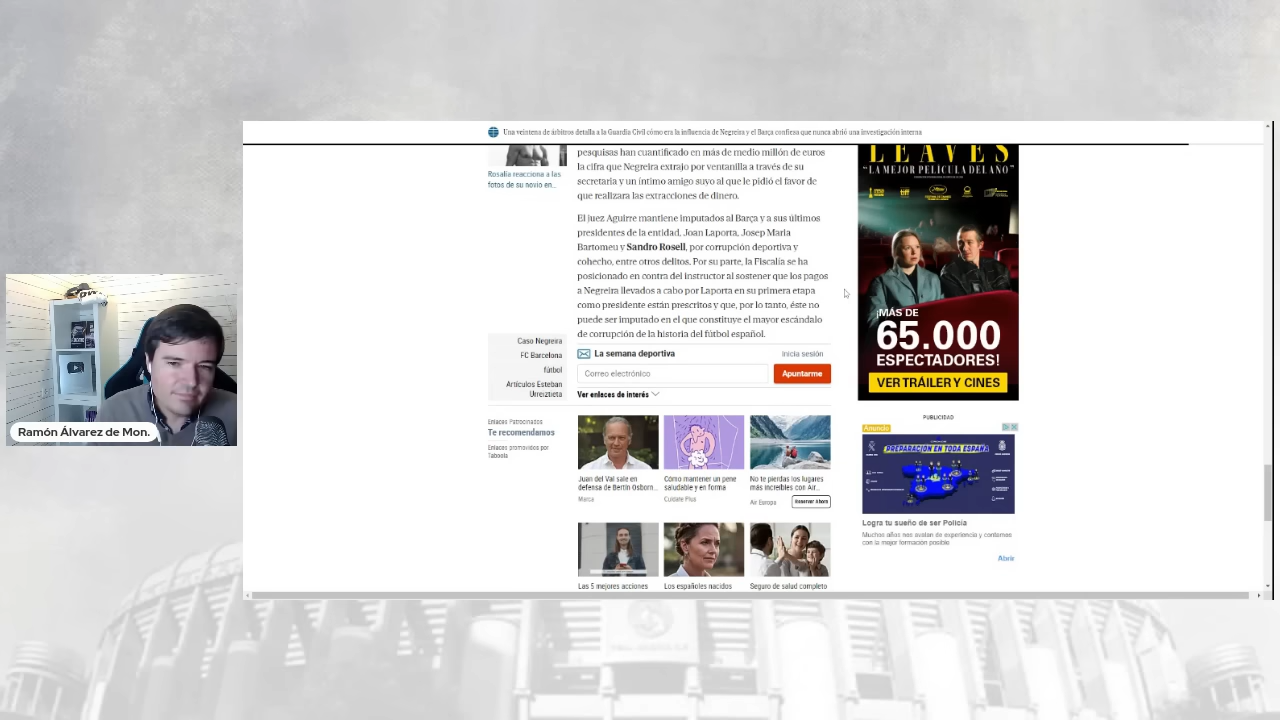 Una veintena de árbitros detalla a la Guardia Civil cómo era la influencia de Negreira y el Barça confiesa que nunca abrió una investigación interna
Rosalía reacciona a las
fotos de su novio en...
pesquisas han cuantificado en más de medio millón de euros
la cifra que Negreira extrajo por ventanilla a través de su
secretaria y un íntimo amigo suyo al que le pidió el favor de
que realizara las extracciones de dinero.
El juez Aguirre mantiene imputados al Barça y a sus últimos
presidentes de la entidad, Joan Laporta, Josep Maria
Bartomeu y Sandro Rosell, por corrupción deportiva y
cohecho, entre otros delitos. Por su parte, la Fiscalía se ha
posicionado en contra del instructor al sostener que los pagos
a Negreira llevados a cabo por Laporta en su primera etapa
como presidente están prescritos y que, por lo tanto, éste no
puede ser imputado en el que constituye el mayor escándalo
de corrupción de la historia del fútbol español.
Caso Negreira
FC Barcelona
fútbol
Artículos Esteban
Urreiztieta
La semana deportiva
Inicia sesión
Correo electrónico
Apuntarme
Ver enlaces de interés
Enlaces Patrocinados
Te recomendamos
Enlaces promovidos por
Taboola
Juan del Val sale en
defensa de Bertín Osborn...
Marca
Cómo mantener un pene
saludable y en forma
Cuídate Plus
No te pierdas los lugares
más increíbles con Air...
Air Europa
Reservar Ahora
Las 5 mejores acciones
Los españoles nacidos
Seguro de salud completo
LEAVES
"LA MEJOR PELÍCULA DEL AÑO"
¡MÁS DE
65.000
ESPECTADORES!
VER TRÁILER Y CINES
PUBLICIDAD
Anuncio
PREPARACIÓN EN TODA ESPAÑA
Logra tu sueño de ser Policía
Muchos años nos avalan de experiencia y contamos
con la mejor formación posible
Abrir
Ramón Álvarez de Mon.